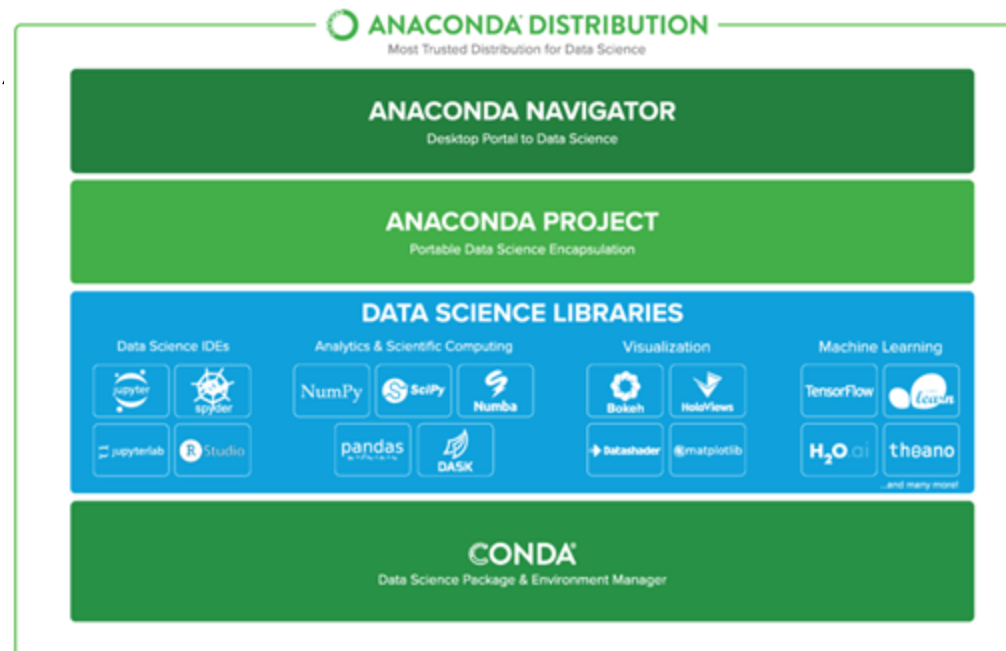 ANACONDA DISTRIBUTION
Most Trusted Distribution for Data Science
ANACONDA NAVIGATOR
Desktop Portal to Data Science
ANACONDA PROJECT
Portable Data Science Encapsulation
DATA SCIENCE LIBRARIES
Data Science IDEs
jupyter
spyder
jupyterlab
R Studio
Analytics & Scientific Computing
NumPy
SciPy
Numba
pandas
DASK
Visualization
Bokeh
HoloViews
Datashader
matplotlib
Machine Learning
TensorFlow
learn
H2O.ai
theano
...and many more!
CONDA
Data Science Package & Environment Manager